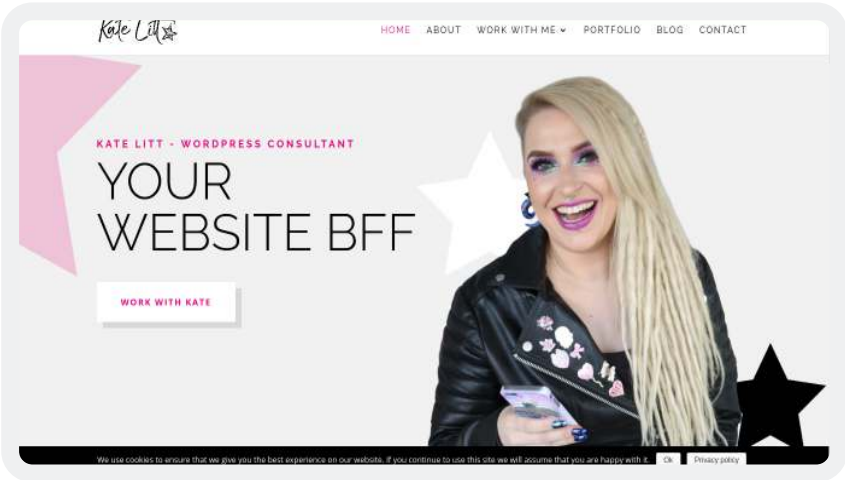 Kate Litt
HOME ABOUT WORK WITH ME PORTFOLIO BLOG CONTACT
KATE LITT - WORDPRESS CONSULTANT
YOUR
WEBSITE BFF
WORK WITH KATE
We use cookies to ensure that we give you the best experience on our website. If you continue to use this site we will assume that you are happy with it. Ok Privacy policy